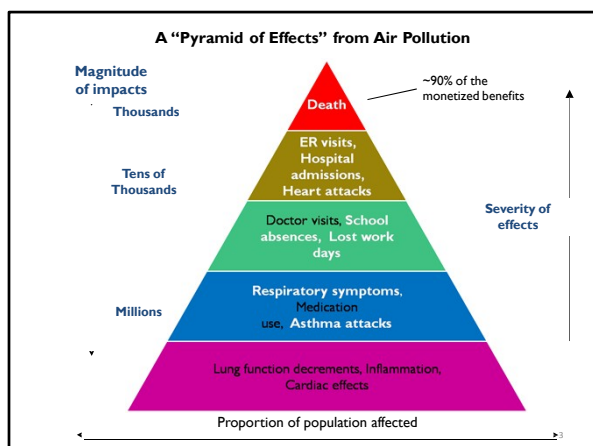 A “Pyramid of Effects” from Air Pollution
Magnitude
of impacts
Thousands
~90% of the
monetized benefits
Death
ER visits,
Hospital
admissions,
Heart attacks
Tens of
Thousands
Doctor visits, School
absences, Lost work
days
Severity of
effects
Respiratory symptoms,
Medication
use, Asthma attacks
Millions
Lung function decrements, Inflammation,
Cardiac effects
Proportion of population affected
3